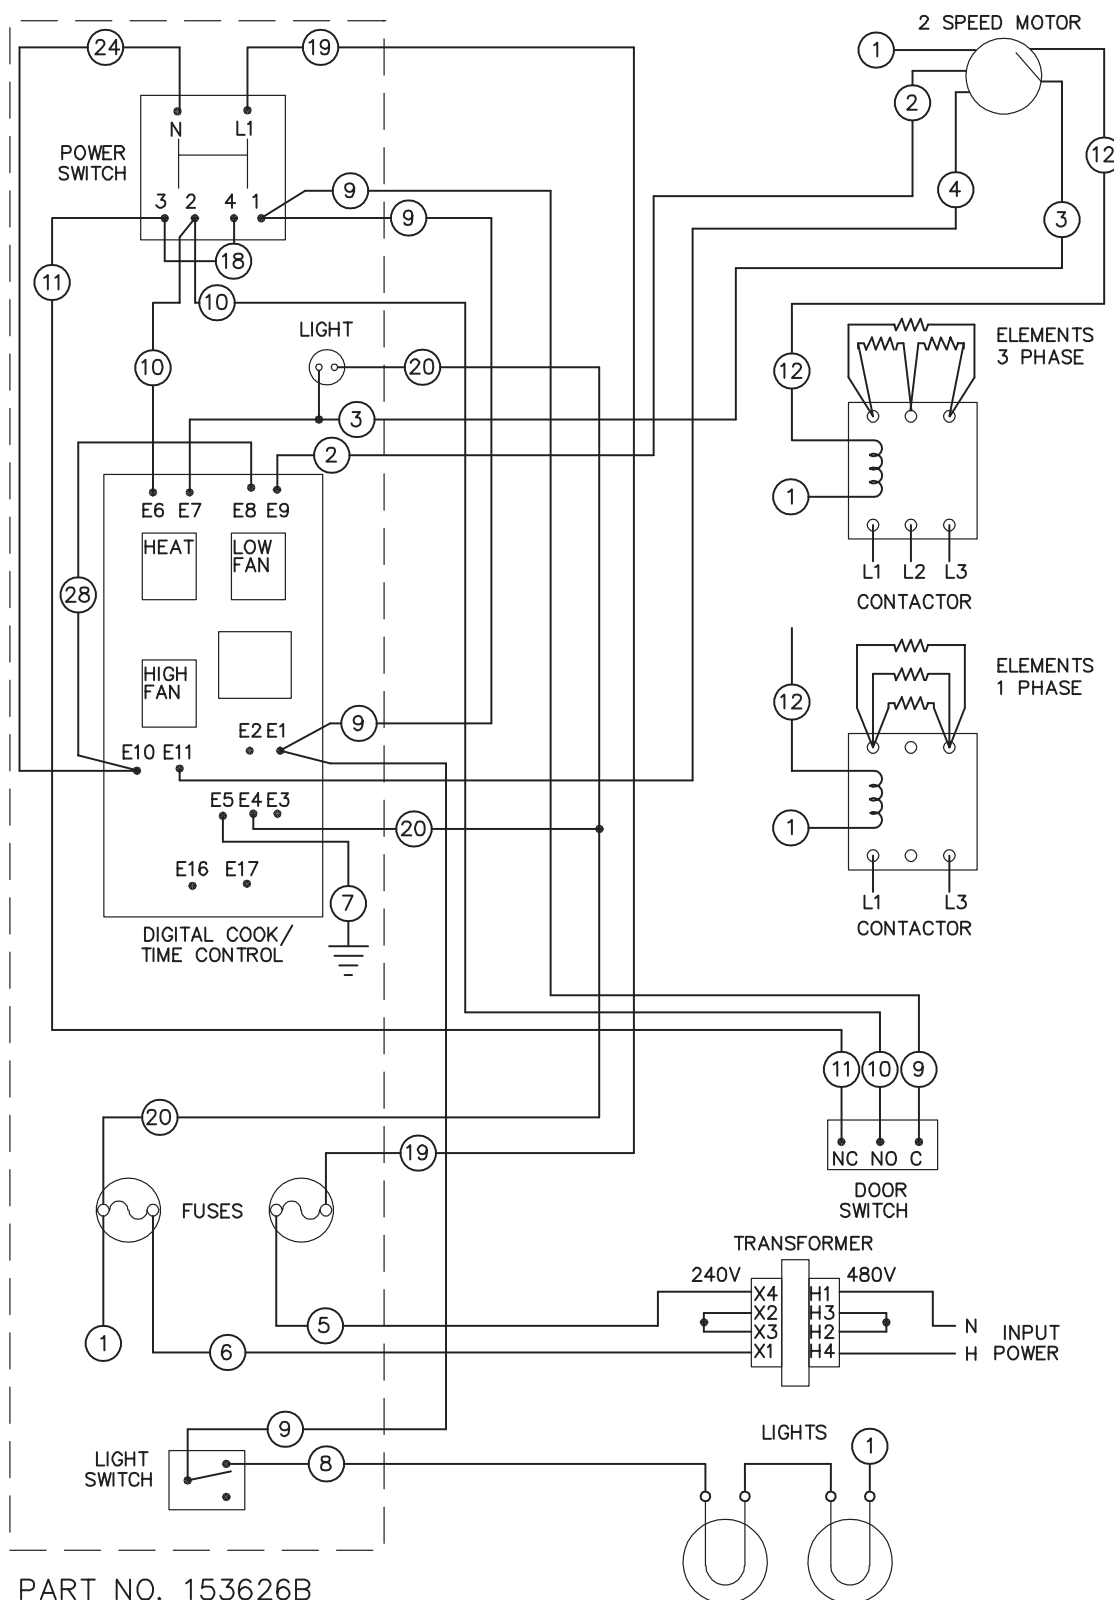 2 SPEED MOTOR
24
19
1
2
12
N
L1
POWER
SWITCH
3 2 4 1
9
9
4
3
18
11
10
LIGHT
ELEMENTS
3 PHASE
10
20
12
3
2
E6 E7 E8 E9
1
HEAT
LOW
FAN
L1 L2 L3
CONTACTOR
28
HIGH
FAN
ELEMENTS
1 PHASE
12
9
E2 E1
E10 E11
E5 E4 E3
20
1
E16 E17
7
L1 L3
CONTACTOR
DIGITAL COOK/
TIME CONTROL
11 10 9
20
19
NC NO C
DOOR
SWITCH
FUSES
TRANSFORMER
240V 480V
X4 H1
X2 H3
X3 H2
X1 H4
N
H
INPUT
POWER
5
1
6
9
LIGHTS
1
LIGHT
SWITCH
8
PART NO. 153626B